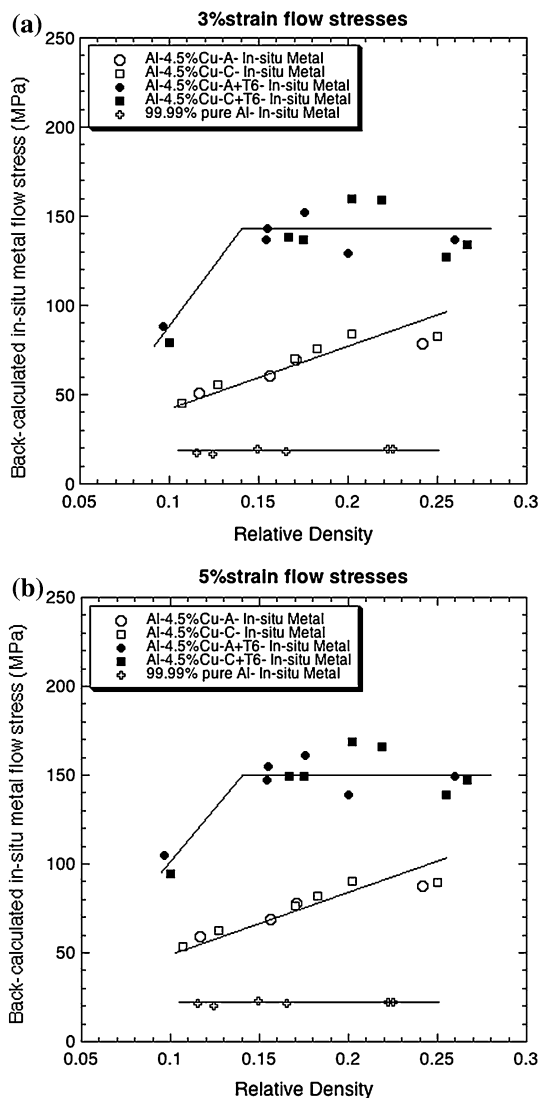 (a)
3%strain flow stresses
250
200
150
100
50
0
Back-calculated in-situ metal flow stress (MPa)
Al-4.5%Cu-A- In-situ Metal
Al-4.5%Cu-C- In-situ Metal
Al-4.5%Cu-A+T6- In-situ Metal
Al-4.5%Cu-C+T6- In-situ Metal
99.99% pure Al- In-situ Metal
0.05 0.1 0.15 0.2 0.25 0.3
Relative Density
(b)
5%strain flow stresses
250
200
150
100
50
0
Back-calculated in-situ metal flow stress (MPa)
Al-4.5%Cu-A- In-situ Metal
Al-4.5%Cu-C- In-situ Metal
Al-4.5%Cu-A+T6- In-situ Metal
Al-4.5%Cu-C+T6- In-situ Metal
99.99% pure Al- In-situ Metal
0.05 0.1 0.15 0.2 0.25 0.3
Relative Density